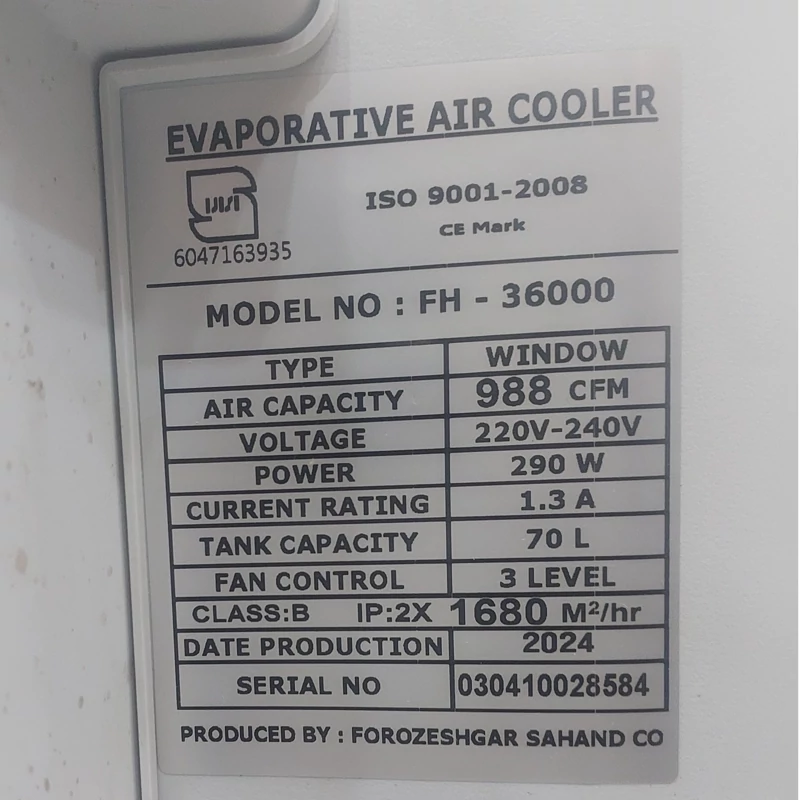 EVAPORATIVE AIR COOLER
ISO 9001-2008
CE Mark
6047163935
MODEL NO : FH - 36000
TYPE WINDOW
AIR CAPACITY 988 CFM
VOLTAGE 220V-240V
POWER 290 W
CURRENT RATING 1.3 A
TANK CAPACITY 70 L
FAN CONTROL 3 LEVEL
CLASS:B IP:2X 1680 M²/hr
DATE PRODUCTION 2024
SERIAL NO 030410028584
PRODUCED BY : FOROZESHGAR SAHAND CO